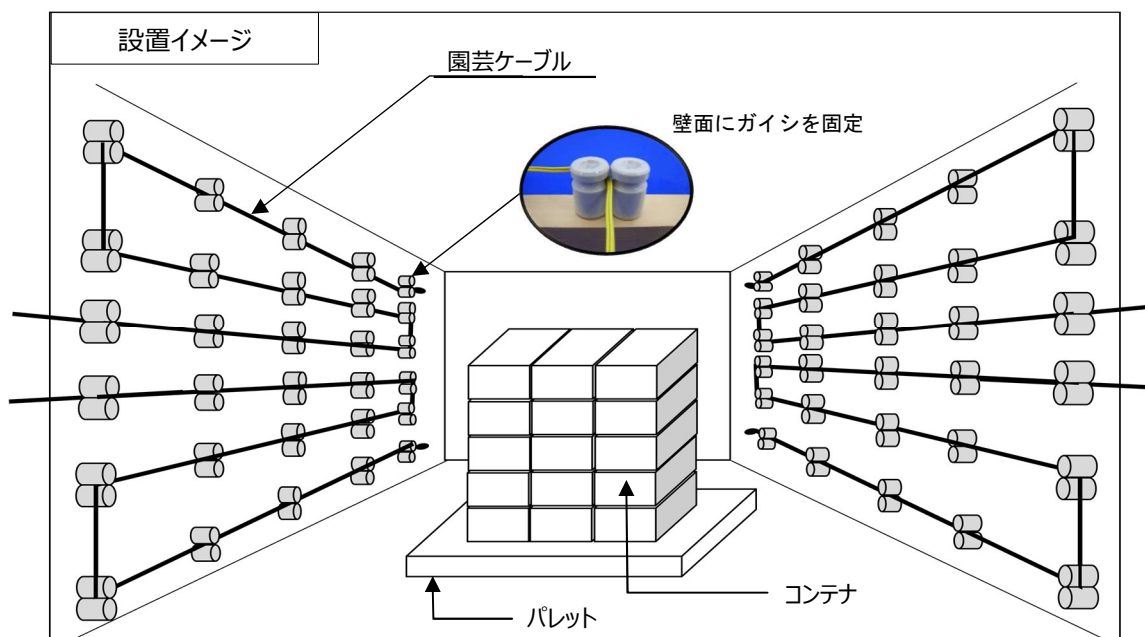 設置イメージ
園芸ケーブル
壁面にガイシを固定
コンテナ
パレット